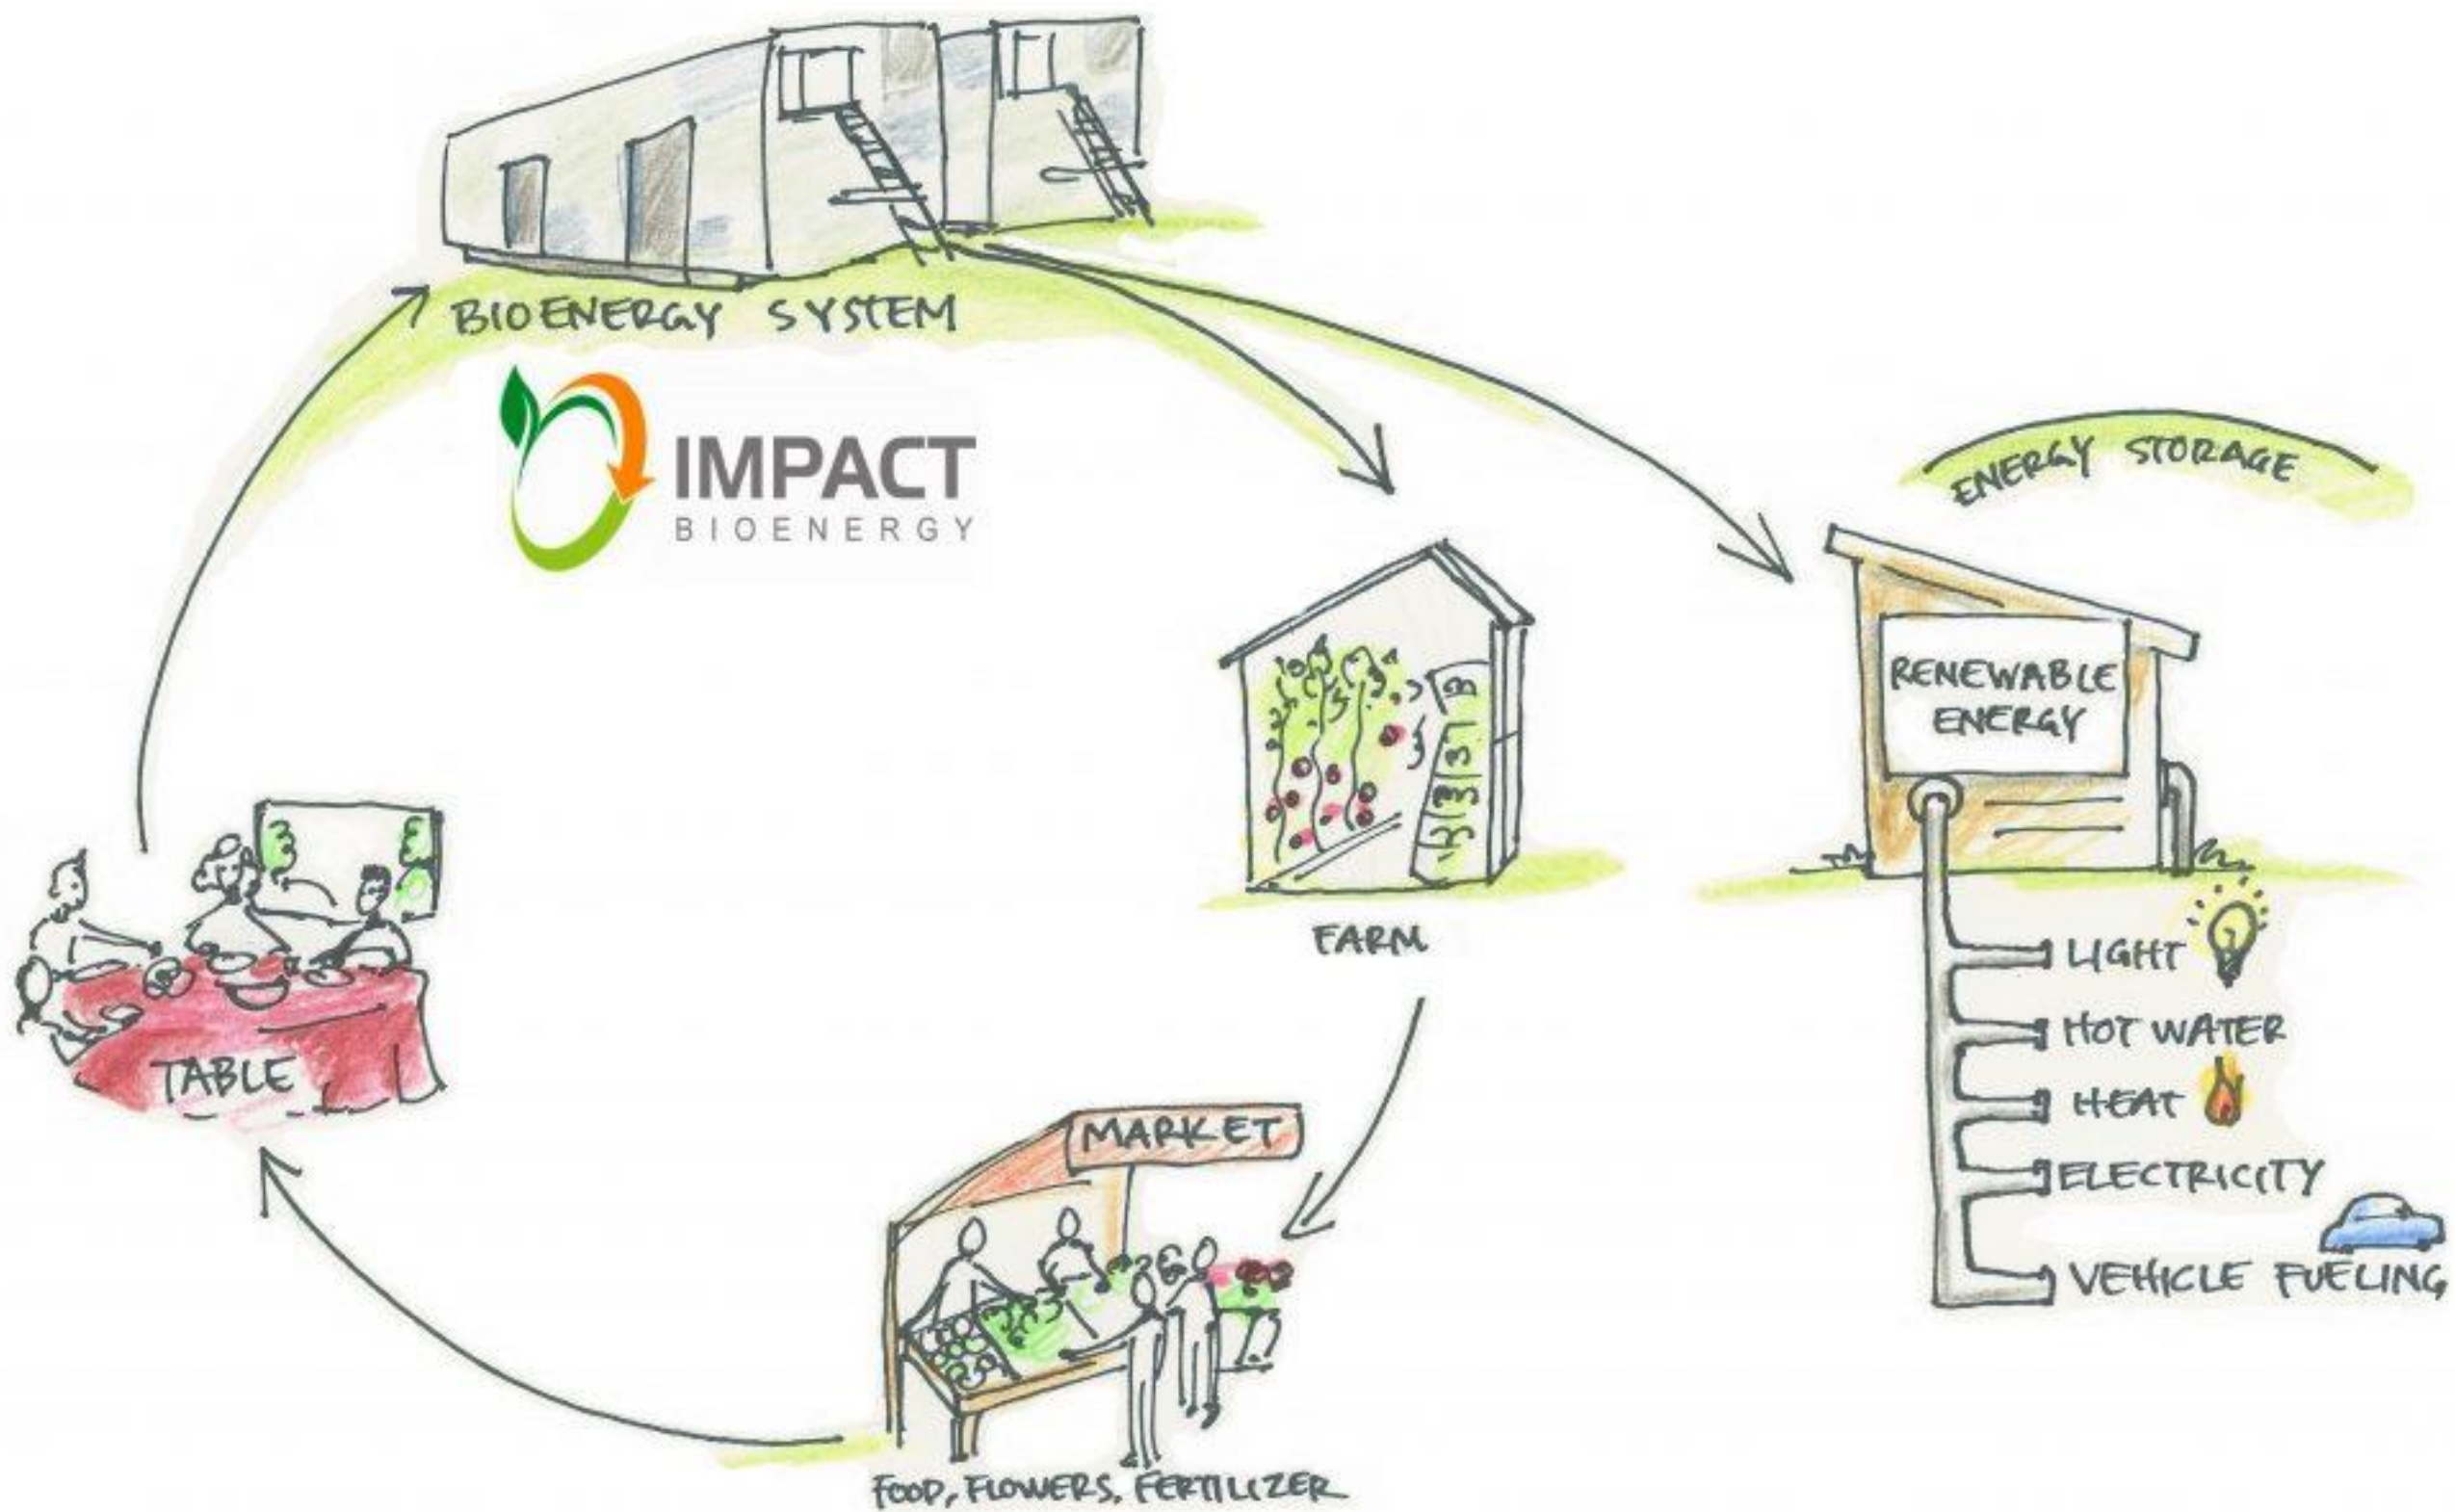 BIOENERGY SYSTEM
IMPACT
BIOENERGY
ENERGY STORAGE
RENEWABLE
ENERGY
FARM
LIGHT
HOT WATER
HEAT
ELECTRICITY
VEHICLE FUELING
TABLE
MARKET
FOOD, FLOWERS, FERTILIZER